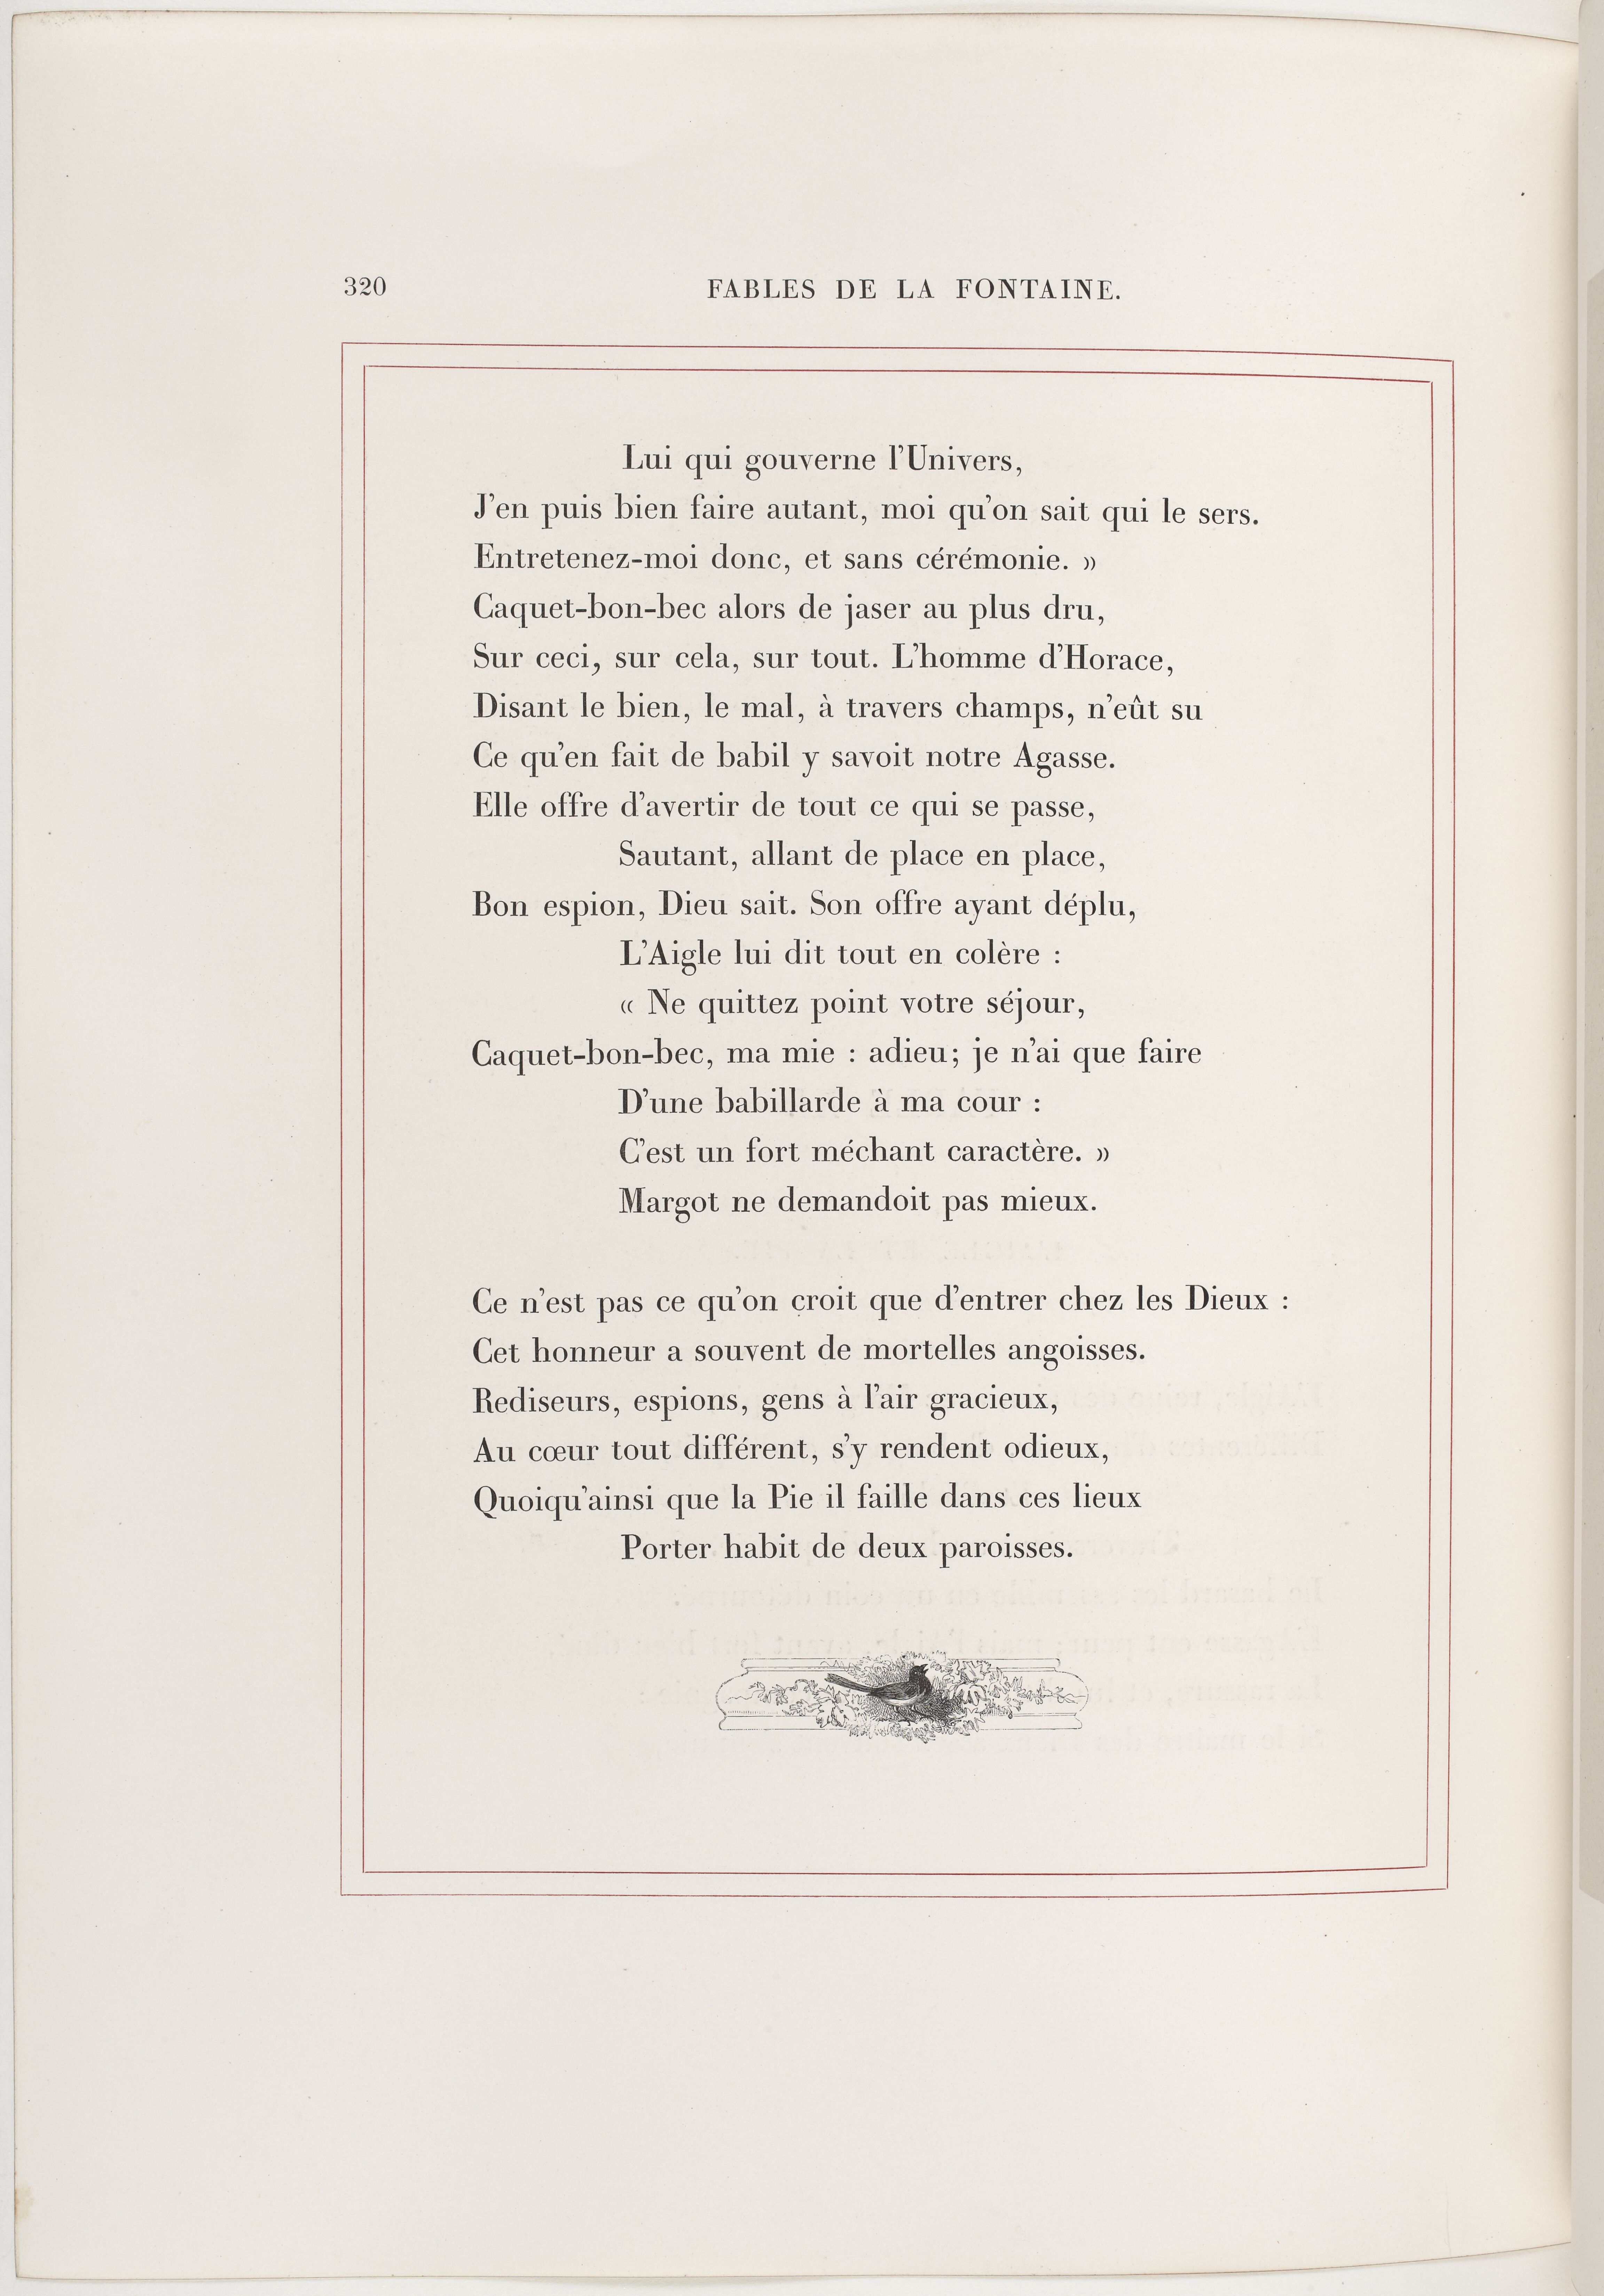 320
FABLES DE LA FONTAINE.
Lui qui gouverne l'Univers,
J'en puis bien faire autant, moi qu'on sait qui le sers.
Entretenez-moi donc, et sans cérémonie. »
Caquet-bon-bec alors de jaser au plus dru,
Sur ceci, sur cela, sur tout. L'homme d'Horace,
Disant le bien, le mal, à travers champs, n'eût su
Ce qu'en fait de babil y savoit notre Agasse.
Elle offre d'avertir de tout ce qui se passe,
Sautant, allant de place en place,
Bon espion, Dieu sait. Son offre ayant déplu,
L'Aigle lui dit tout en colère :
« Ne quittez point votre séjour,
Caquet-bon-bec, ma mie : adieu; je n'ai que faire
D'une babillarde à ma cour :
C'est un fort méchant caractère. »
Margot ne demandoit pas mieux.
Ce n'est pas ce qu'on croit que d'entrer chez les Dieux :
Cet honneur a souvent de mortelles angoisses.
Rediseurs, espions, gens à l'air gracieux,
Au cœur tout différent, s'y rendent odieux,
Quoiqu'ainsi que la Pie il faille dans ces lieux
Porter habit de deux paroisses.